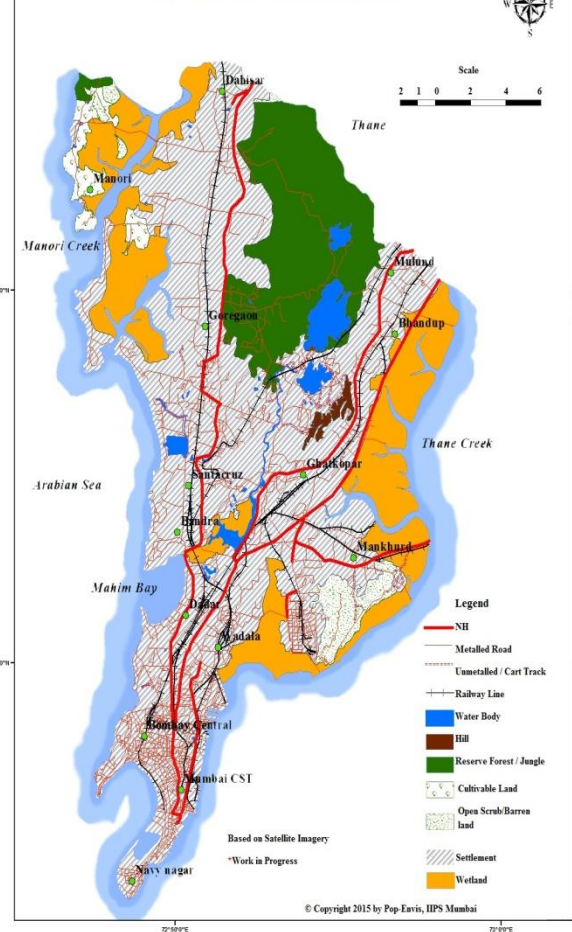 W E
S
Scale
2 1 0 2 4 6
Dahisar
Thane
Manori
Manori Creek
Mulund
Goregaon
Bhandup
Thane Creek
Ghatkopar
Santacruz
Arabian Sea
Bandra
Mankhurd
Mahim Bay
Dadar
Wadala
Bombay Central
Mumbai CST
Navy nagar
Legend
NH
Metalled Road
Unmetalled / Cart Track
Railway Line
Water Body
Hill
Reserve Forest / Jungle
Cultivable Land
Open Scrub/Barren
land
Settlement
Wetland
Based on Satellite Imagery
*Work in Progress
© Copyright 2015 by Pop-Envis, IIPS Mumbai
72°50'E
73°0'E